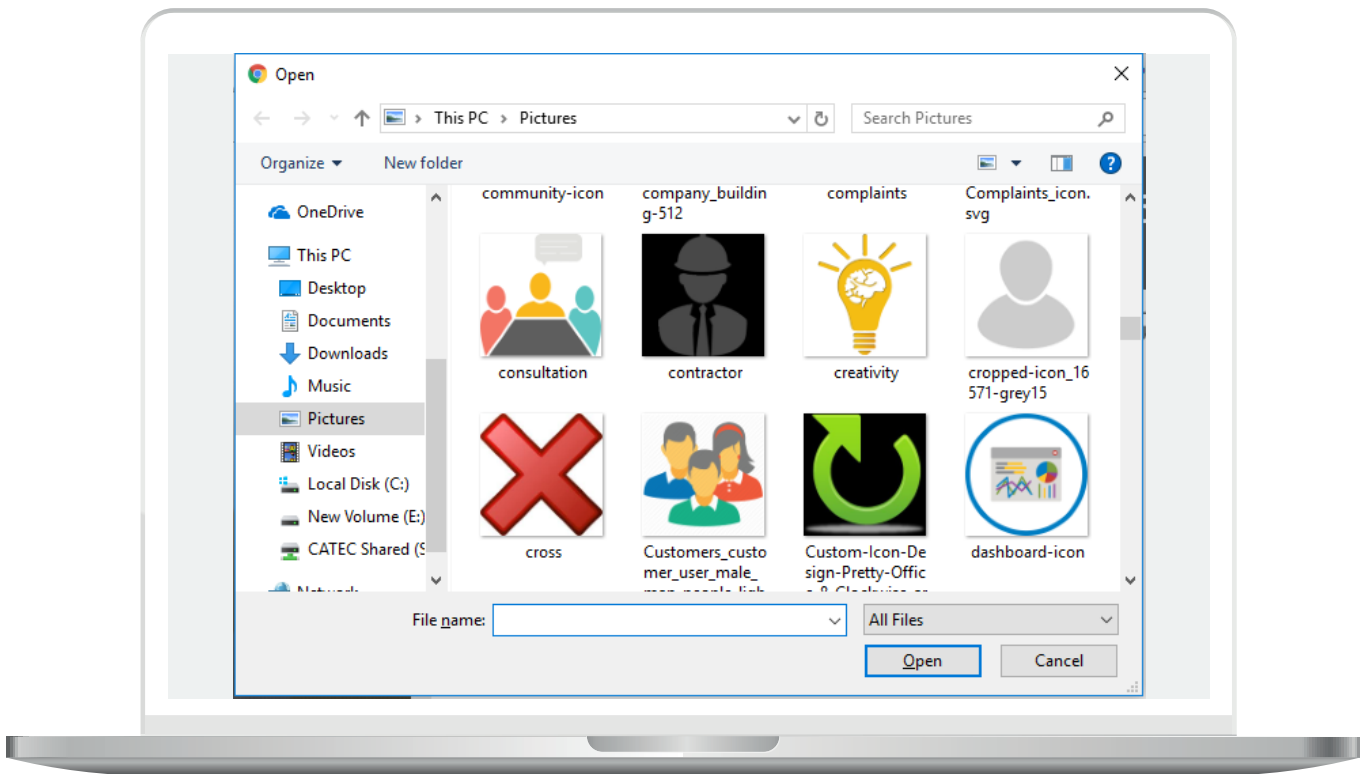 Open
This PC > Pictures
Search Pictures
Organize
New folder
?
OneDrive
This PC
Desktop
Documents
Downloads
Music
Pictures
Videos
Local Disk (C:)
New Volume (E:)
CATEC Shared (S
Network
community-icon
company_buildin
g-512
complaints
Complaints_icon.
svg
consultation
contractor
creativity
cropped-icon_16
571-grey15
cross
Customers_custo
mer_user_male_
Custom-Icon-De
sign-Pretty-Offic
dashboard-icon
File name:
All Files
Open
Cancel